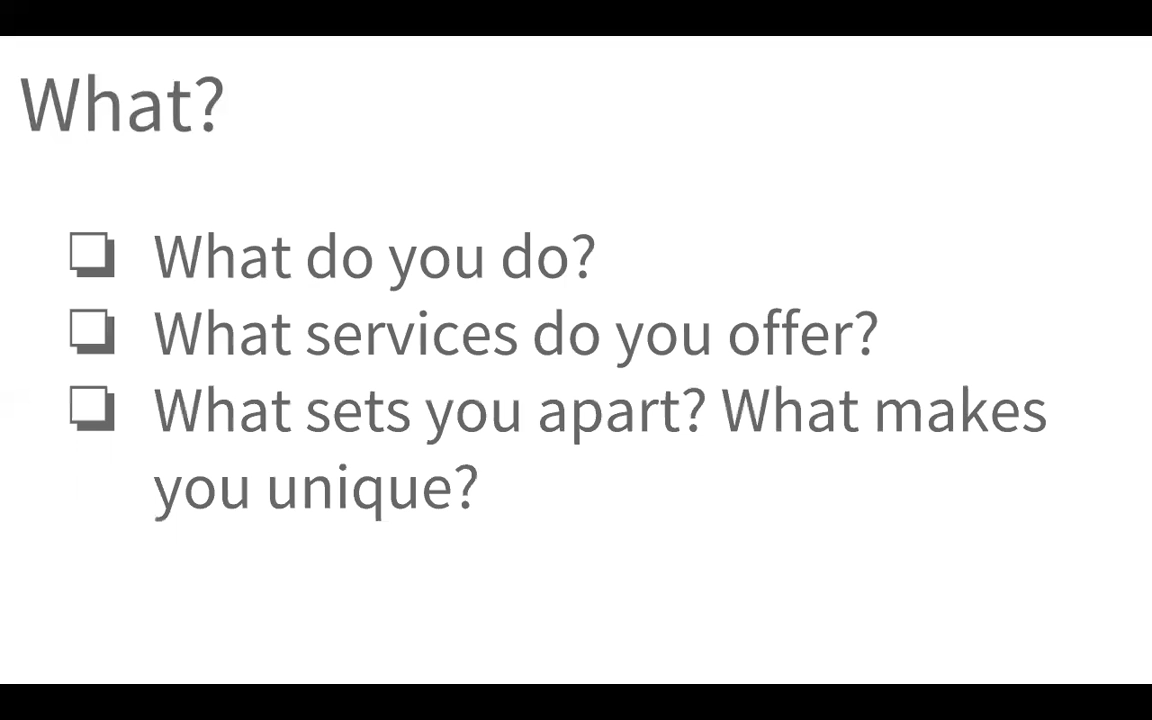 What?
❏ What do you do?
❏ What services do you offer?
❏ What sets you apart? What makes
you unique?